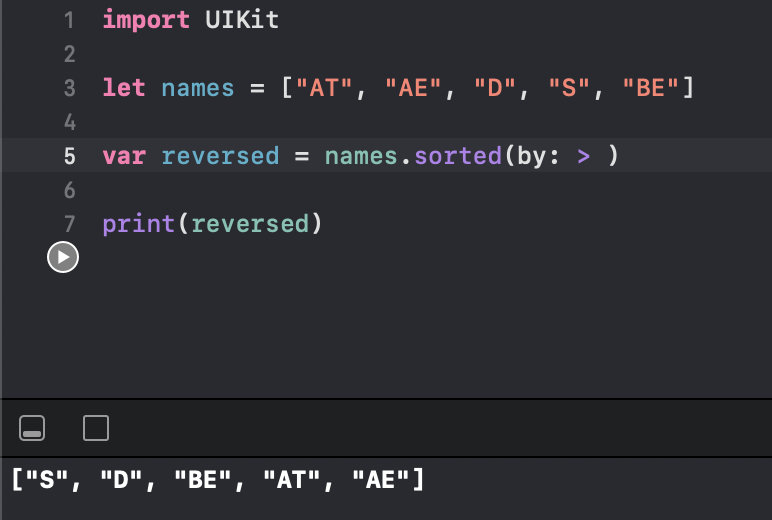 1 import UIKit
2
3 let names = ["AT", "AE", "D", "S", "BE"]
4
5 var reversed = names.sorted(by: > )
6
7 print(reversed)
["S", "D", "BE", "AT", "AE"]